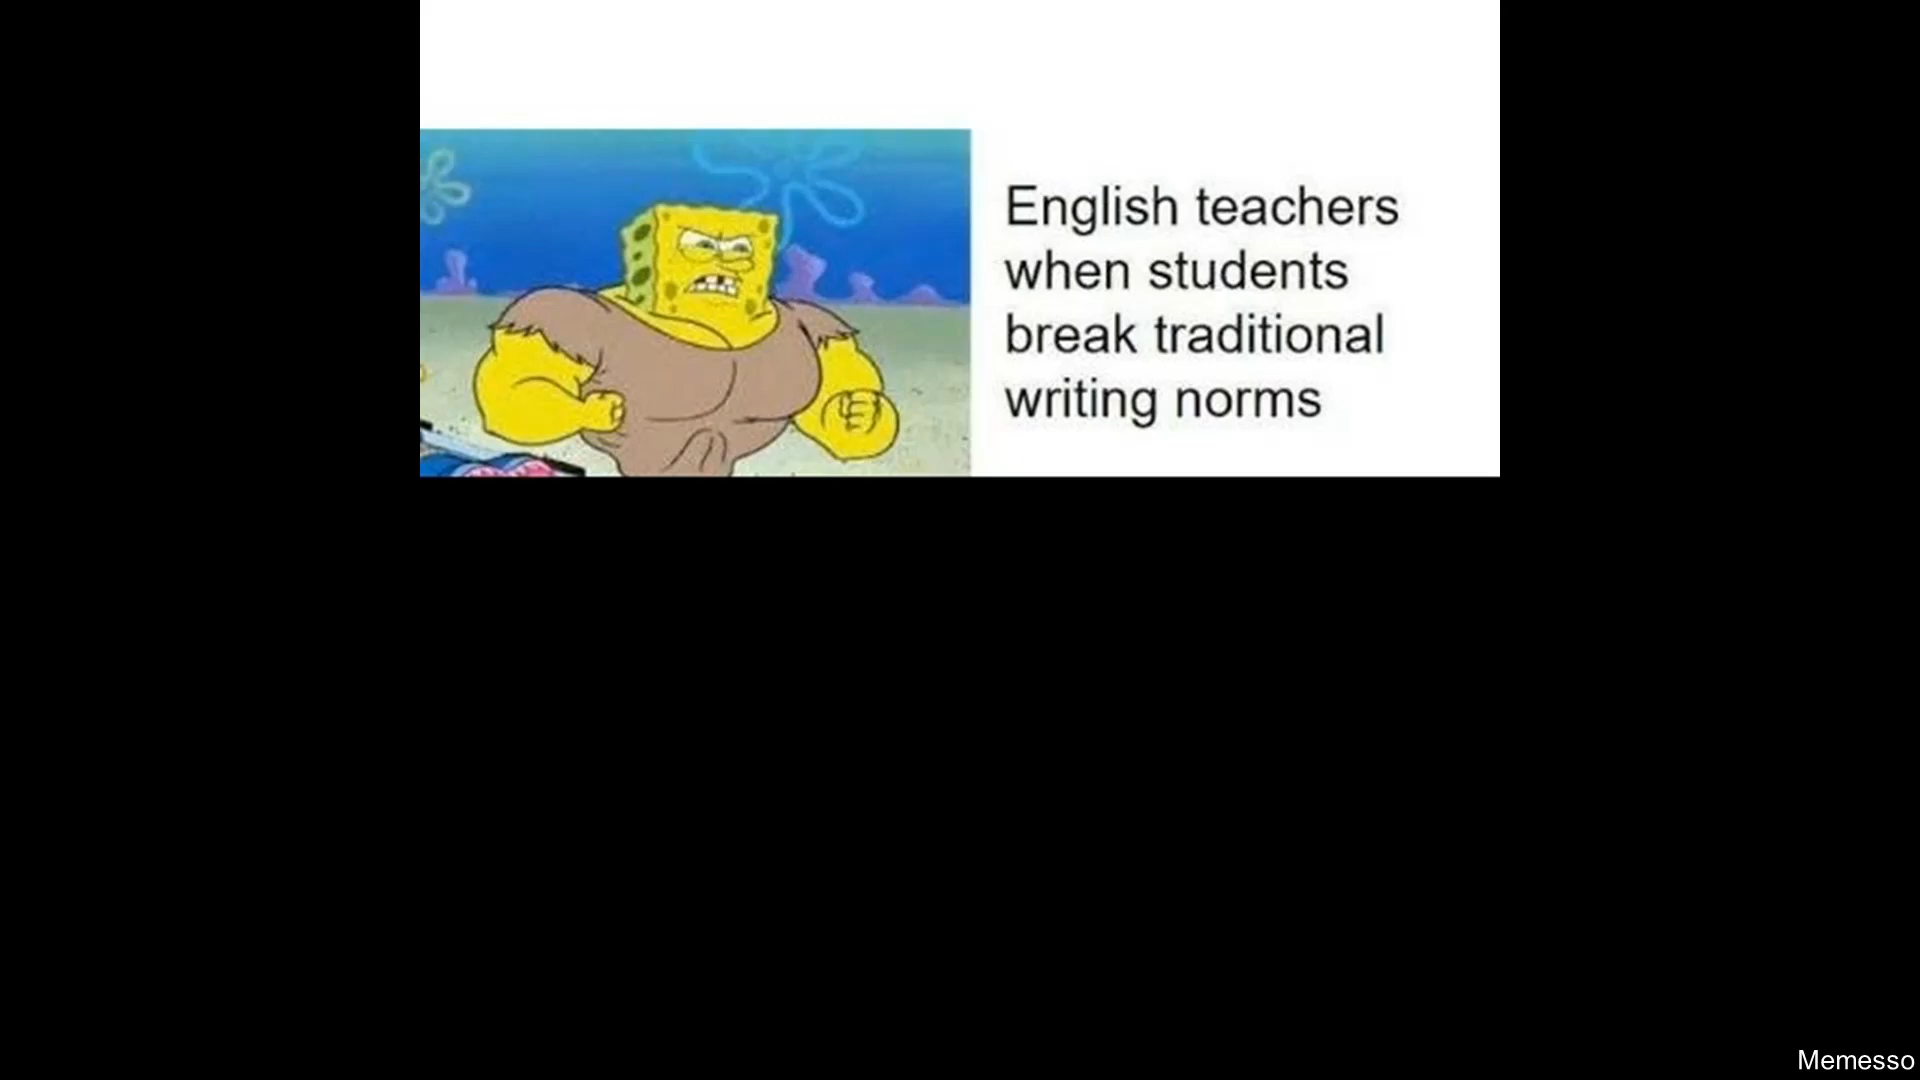 English teachers
when students
break traditional
writing norms
Memesso